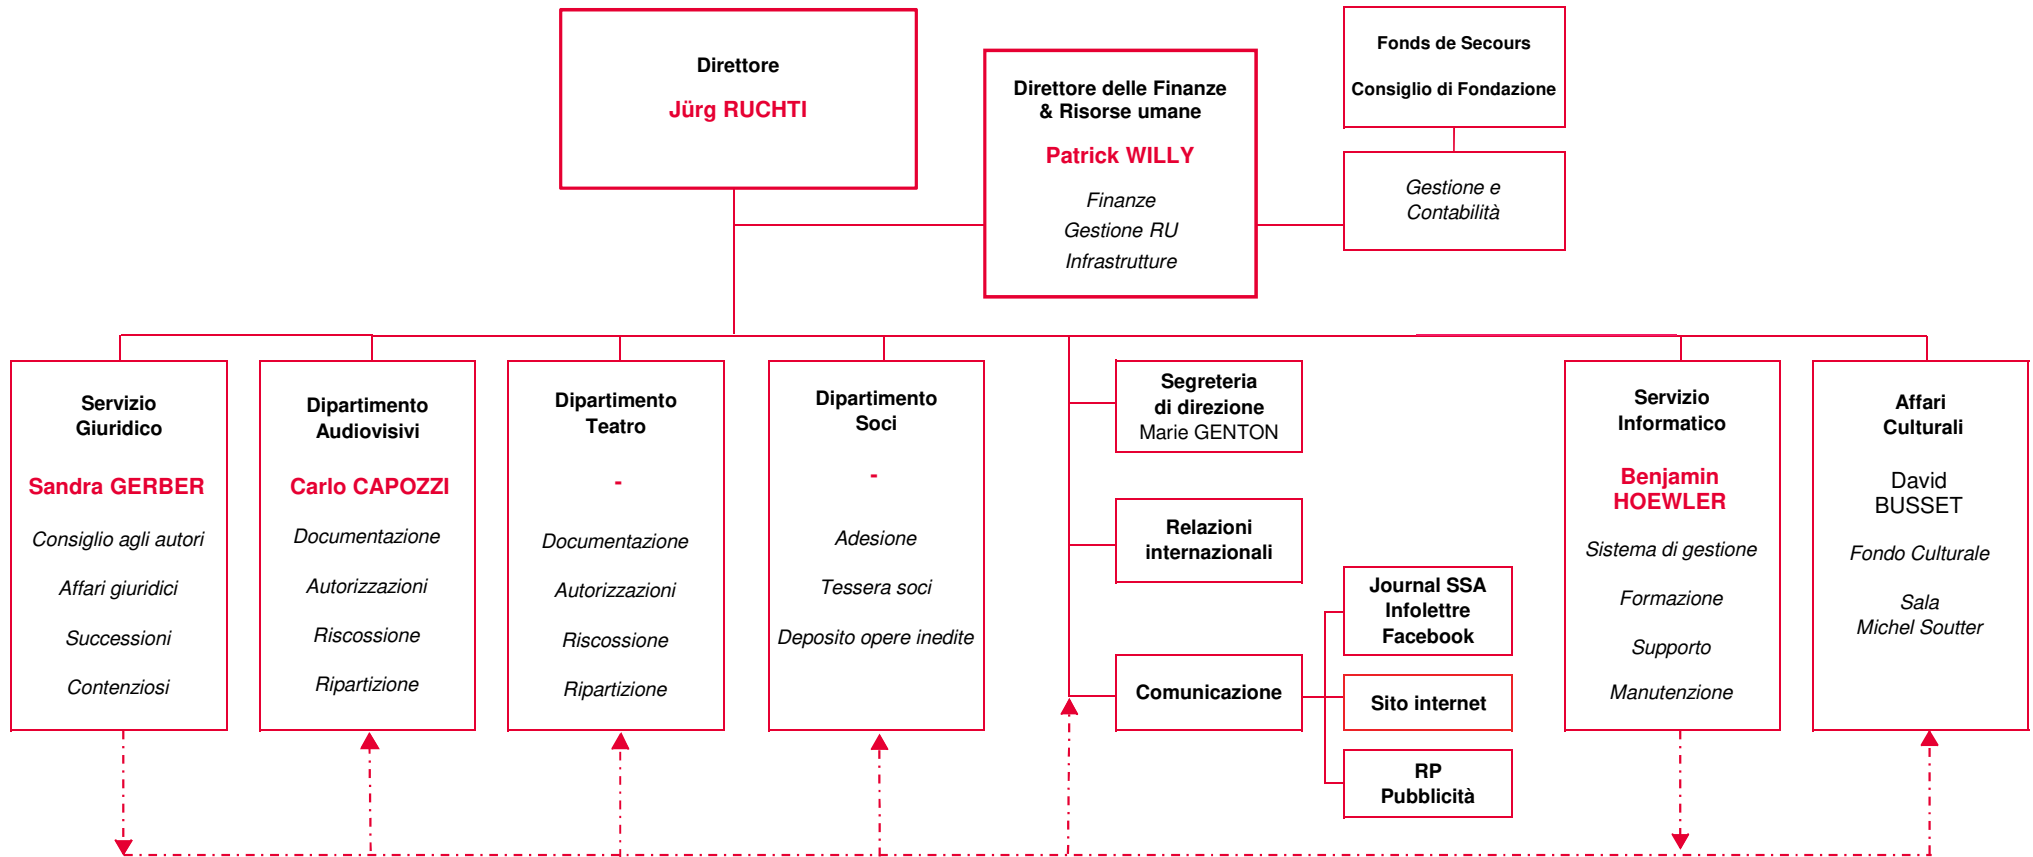 Direttore
Jürg RUCHTI
Direttore delle Finanze
& Risorse umane
Patrick WILLY
Finanze
Gestione RU
Infrastrutture
Fonds de Secours
Consiglio di Fondazione
Gestione e
Contabilità
Servizio
Giuridico
Sandra GERBER
Consiglio agli autori
Affari giuridici
Successioni
Contenziosi
Dipartimento
Audiovisivi
Carlo CAPOZZI
Documentazione
Autorizzazioni
Riscossione
Ripartizione
Dipartimento
Teatro
-
Documentazione
Autorizzazioni
Riscossione
Ripartizione
Dipartimento
Soci
-
Adesione
Tessera soci
Deposito opere inedite
Segreteria
di direzione
Marie GENTON
Relazioni
internazionali
Comunicazione
Journal SSA
Infolettre
Facebook
Sito internet
RP
Pubblicità
Servizio
Informatico
Benjamin
HOEWLER
Sistema di gestione
Formazione
Supporto
Manutenzione
Affari
Culturali
David
BUSSET
Fondo Culturale
Sala
Michel Soutter